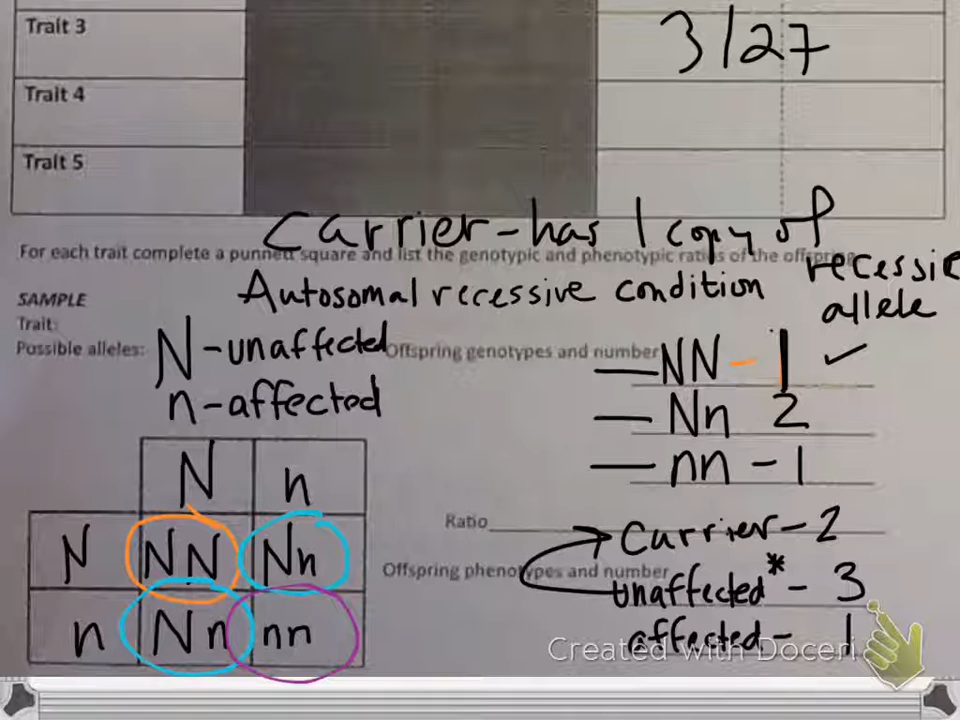 Trait 3
3/27
Trait 4
Trait 5
Carrier-has 1 copy of
For each trait complete a punnett square and list the genotypic and phenotypic ratios of the offspring.
recessive
Autosomal recessive condition
allele
SAMPLE
Trait:
Possible alleles: N-unaffected
Offspring genotypes and number
NN - 1 ✓
n-affected
Nn 2
nn - 1
N n
N NN Nn
n Nn nn
Ratio
Carrier-2
Offspring phenotypes and number
unaffected* - 3
affected- 1
Created with Doceri